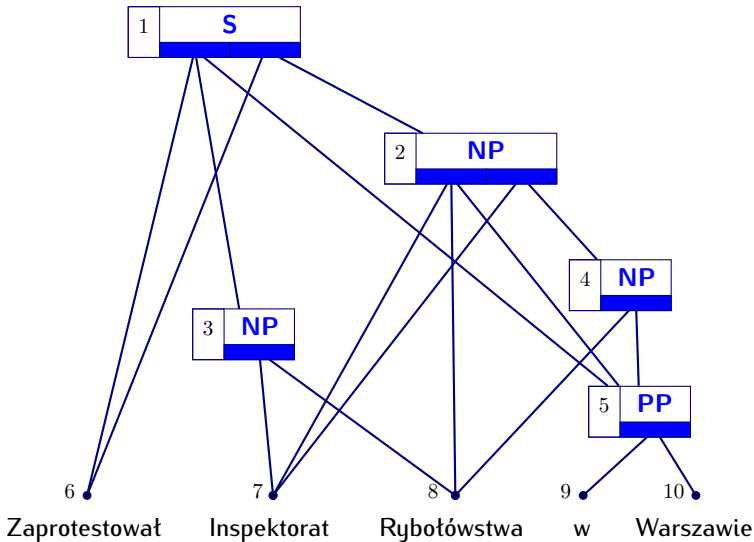 1 S
2 NP
4 NP
3 NP
5 PP
6 7 8 9 10
Zaprotestował Inspektorat Rybołówstwa w Warszawie